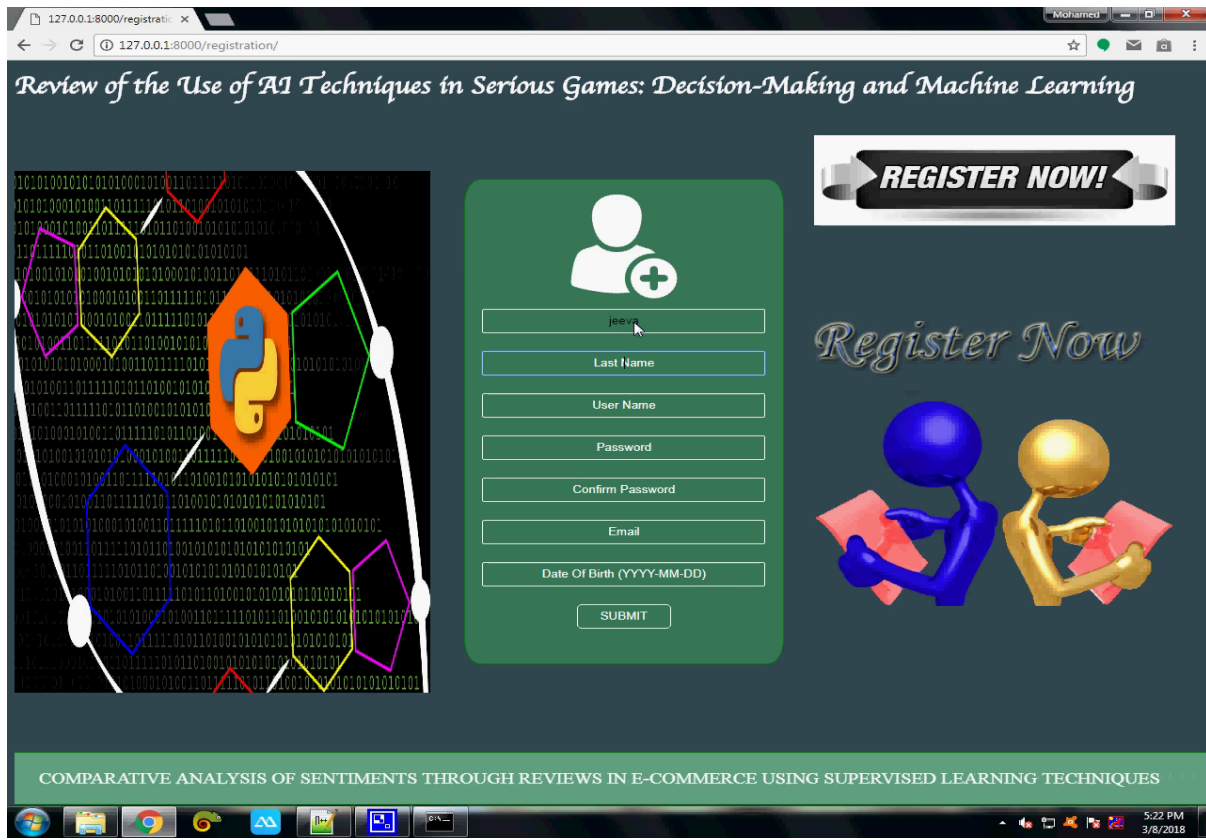 127.0.0.1:8000/registratic
Mohamed
127.0.0.1:8000/registration/
Review of the Use of AI Techniques in Serious Games: Decision-Making and Machine Learning
REGISTER NOW!
jeeva
Last Name
User Name
Password
Confirm Password
Email
Date Of Birth (YYYY-MM-DD)
SUBMIT
Register Now
COMPARATIVE ANALYSIS OF SENTIMENTS THROUGH REVIEWS IN E-COMMERCE USING SUPERVISED LEARNING TECHNIQUES
5:22 PM
3/8/2018